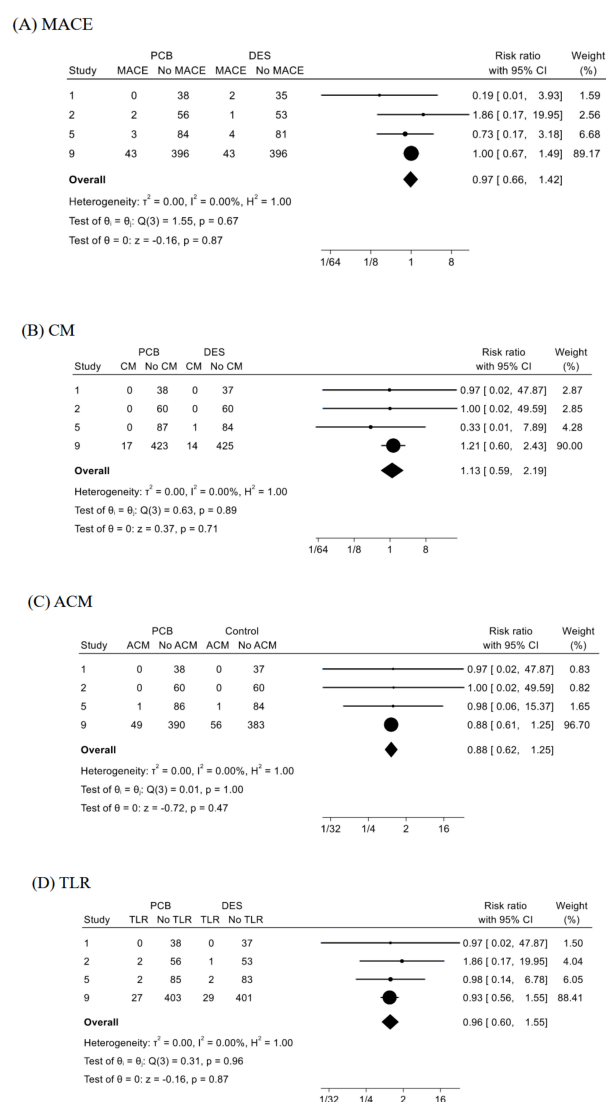 (A) MACE
PCB DES Risk ratio Weight
Study MACE No MACE MACE No MACE with 95% CI (%)
1 0 38 2 35 0.19 [ 0.01, 3.93] 1.59
2 2 56 1 53 1.86 [ 0.17, 19.95] 2.56
5 3 84 4 81 0.73 [ 0.17, 3.18] 6.68
9 43 396 43 396 1.00 [ 0.67, 1.49] 89.17
Overall 0.97 [ 0.66, 1.42]
Heterogeneity: τ² = 0.00, I² = 0.00%, H² = 1.00
Test of θᵢ = θⱼ: Q(3) = 1.55, p = 0.67
Test of θ = 0: z = -0.16, p = 0.87
1/64 1/8 1 8
(B) CM
PCB DES Risk ratio Weight
Study CM No CM CM No CM with 95% CI (%)
1 0 38 0 37 0.97 [ 0.02, 47.87] 2.87
2 0 60 0 60 1.00 [ 0.02, 49.59] 2.85
5 0 87 1 84 0.33 [ 0.01, 7.89] 4.28
9 17 423 14 425 1.21 [ 0.60, 2.43] 90.00
Overall 1.13 [ 0.59, 2.19]
Heterogeneity: τ² = 0.00, I² = 0.00%, H² = 1.00
Test of θᵢ = θⱼ: Q(3) = 0.63, p = 0.89
Test of θ = 0: z = 0.37, p = 0.71
1/64 1/8 1 8
(C) ACM
PCB Control Risk ratio Weight
Study ACM No ACM ACM No ACM with 95% CI (%)
1 0 38 0 37 0.97 [ 0.02, 47.87] 0.83
2 0 60 0 60 1.00 [ 0.02, 49.59] 0.82
5 1 86 1 84 0.98 [ 0.06, 15.37] 1.65
9 49 390 56 383 0.88 [ 0.61, 1.25] 96.70
Overall 0.88 [ 0.62, 1.25]
Heterogeneity: τ² = 0.00, I² = 0.00%, H² = 1.00
Test of θᵢ = θⱼ: Q(3) = 0.01, p = 1.00
Test of θ = 0: z = -0.72, p = 0.47
1/32 1/4 2 16
(D) TLR
PCB DES Risk ratio Weight
Study TLR No TLR TLR No TLR with 95% CI (%)
1 0 38 0 37 0.97 [ 0.02, 47.87] 1.50
2 2 56 1 53 1.86 [ 0.17, 19.95] 4.04
5 2 85 2 83 0.98 [ 0.14, 6.78] 6.05
9 27 403 29 401 0.93 [ 0.56, 1.55] 88.41
Overall 0.96 [ 0.60, 1.55]
Heterogeneity: τ² = 0.00, I² = 0.00%, H² = 1.00
Test of θᵢ = θⱼ: Q(3) = 0.31, p = 0.96
Test of θ = 0: z = -0.16, p = 0.87
1/32 1/4 2 16